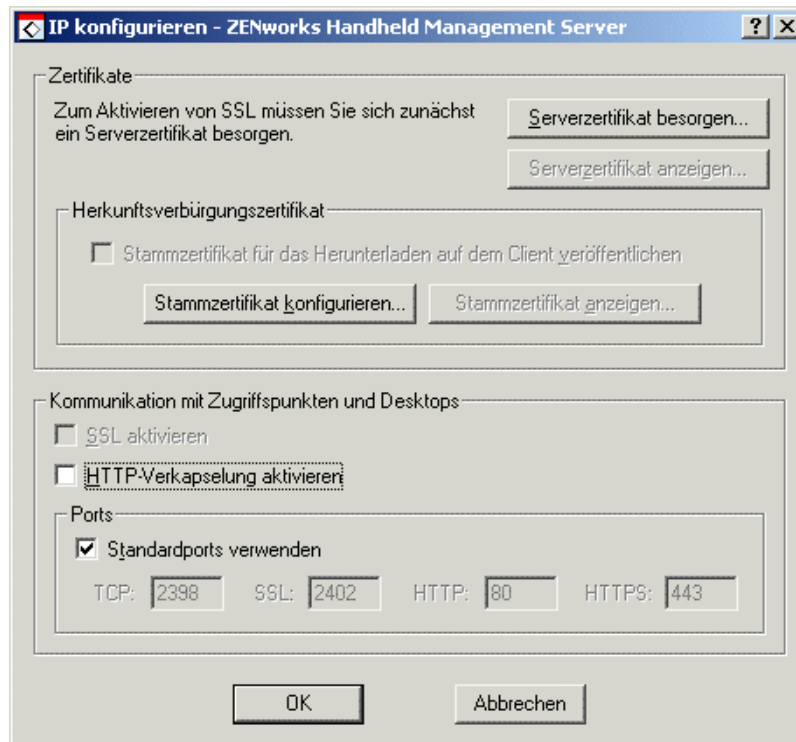 IP konfigurieren - ZENworks Handheld Management Server
Zertifikate
Zum Aktivieren von SSL müssen Sie sich zunächst
ein Serverzertifikat besorgen.
Serverzertifikat besorgen...
Serverzertifikat anzeigen...
Herkunftsverbürgungszertifikat
Stammzertifikat für das Herunterladen auf dem Client veröffentlichen
Stammzertifikat konfigurieren... Stammzertifikat anzeigen...
Kommunikation mit Zugriffspunkten und Desktops
SSL aktivieren
HTTP-Verkapselung aktivieren
Ports
Standardports verwenden
TCP: 2398 SSL: 2402 HTTP: 80 HTTPS: 443
OK Abbrechen